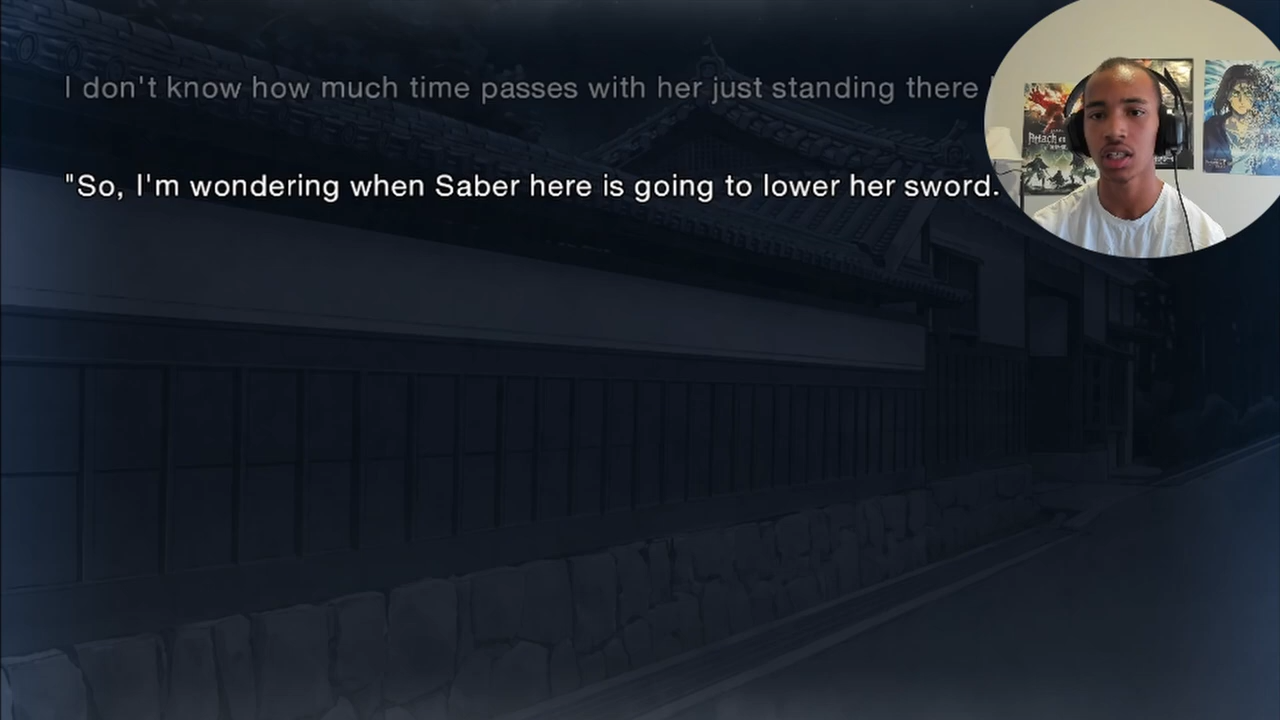 I don't know how much time passes with her just standing there
"So, I'm wondering when Saber here is going to lower her sword.
Attack